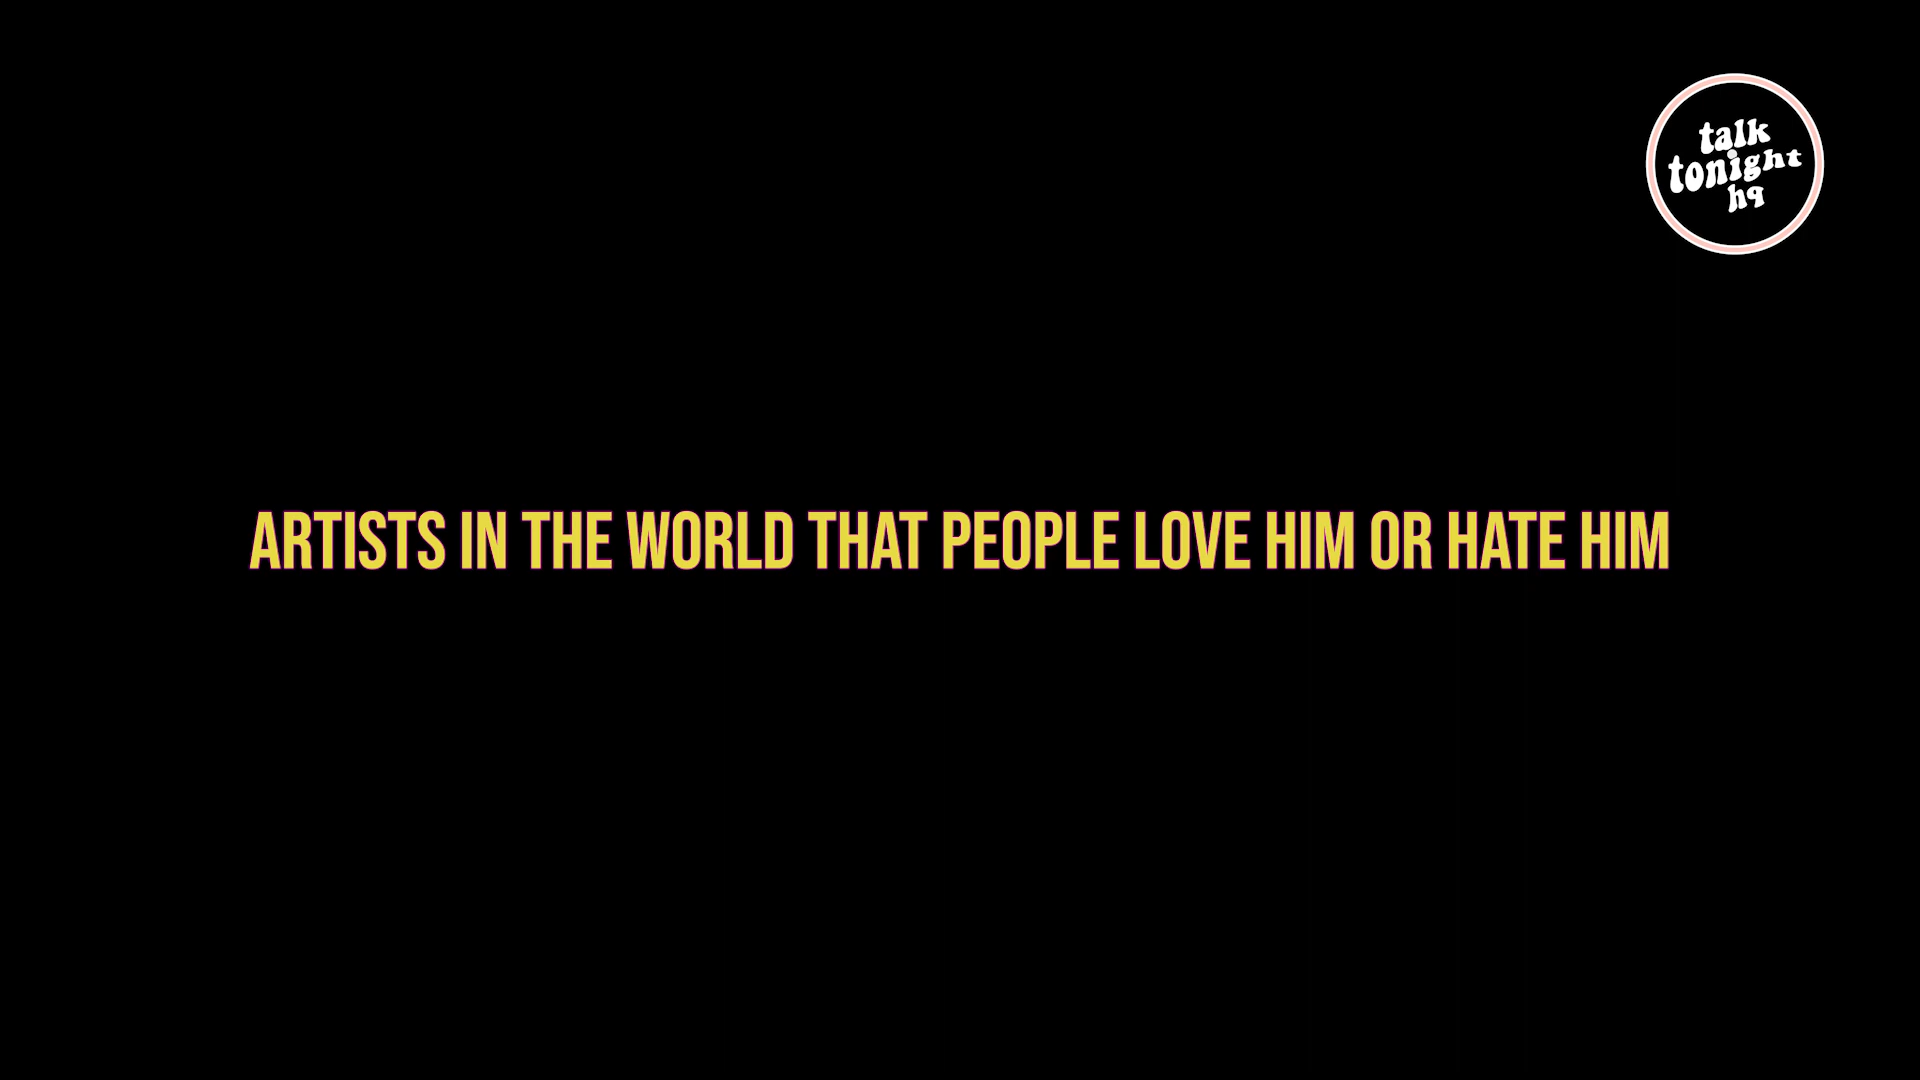 talk
tonight
hq
ARTISTS IN THE WORLD THAT PEOPLE LOVE HIM OR HATE HIM